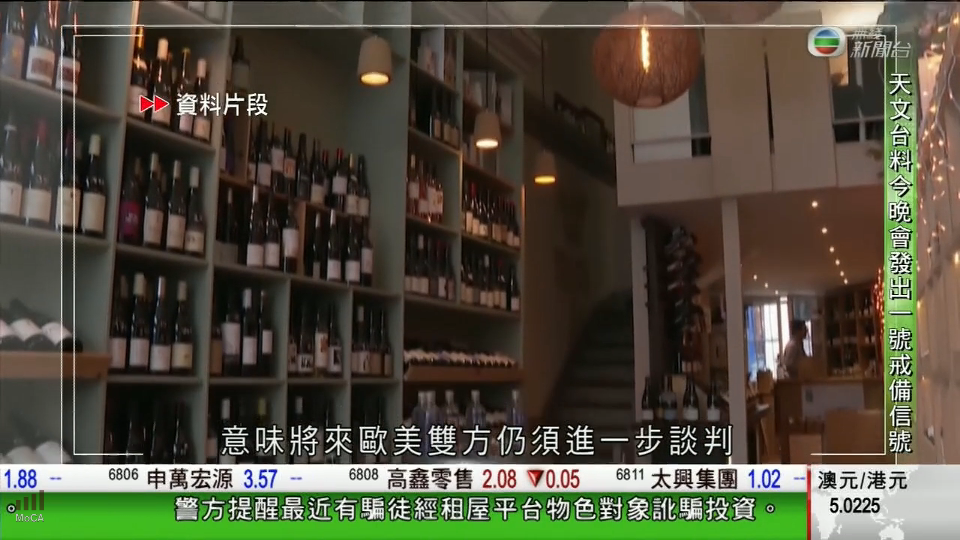 無綫新聞台
資料片段
天文台料今晚會發出一號戒備信號
意味將來歐美雙方仍須進一步談判
1.88 -- 6806 申萬宏源 3.57 -- 6808 高鑫零售 2.08 ▼0.05 6811 太興集團 1.02 --
澳元/港元
5.0225
。 警方提醒最近有騙徒經租屋平台物色對象訛騙投資。
MoCA